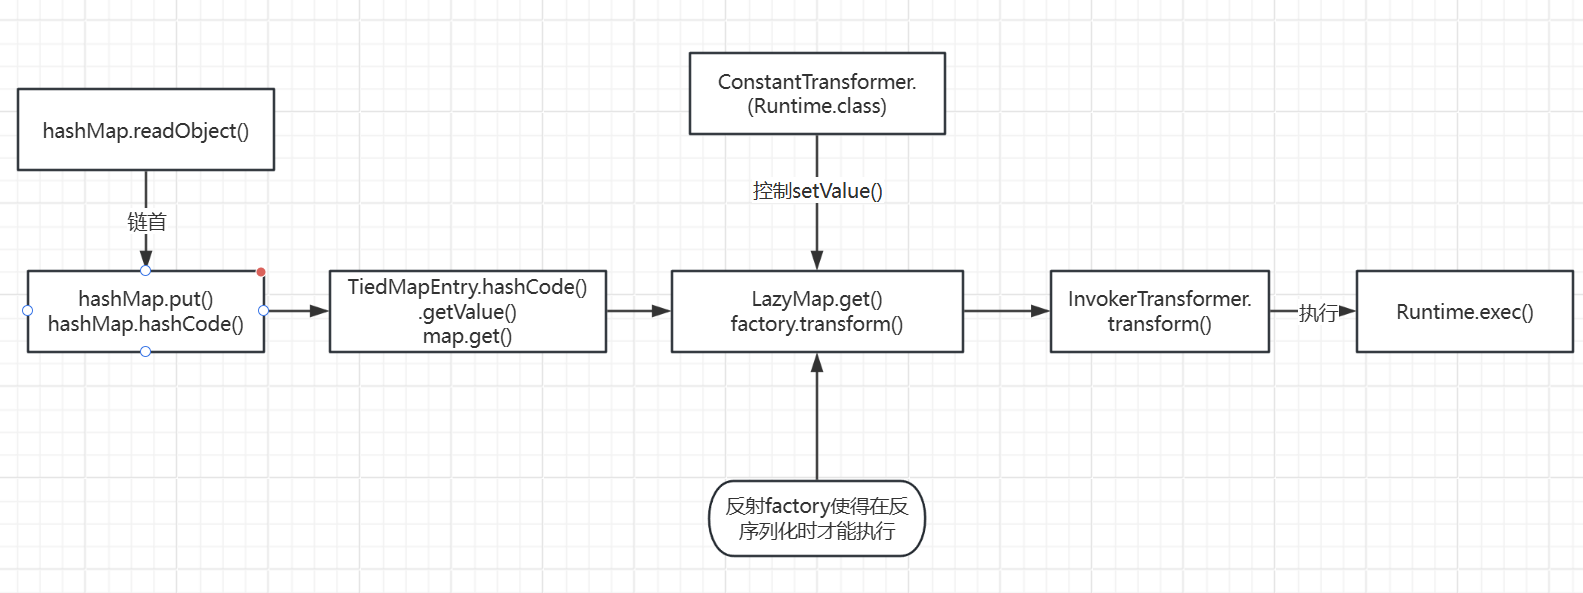 hashMap.readObject()
链首
hashMap.put()
hashMap.hashCode()
TiedMapEntry.hashCode()
.getValue()
map.get()
ConstantTransformer.
(Runtime.class)
控制setValue()
LazyMap.get()
factory.transform()
反射factory使得在反
序列化时才能执行
InvokerTransformer.
transform()
执行
Runtime.exec()